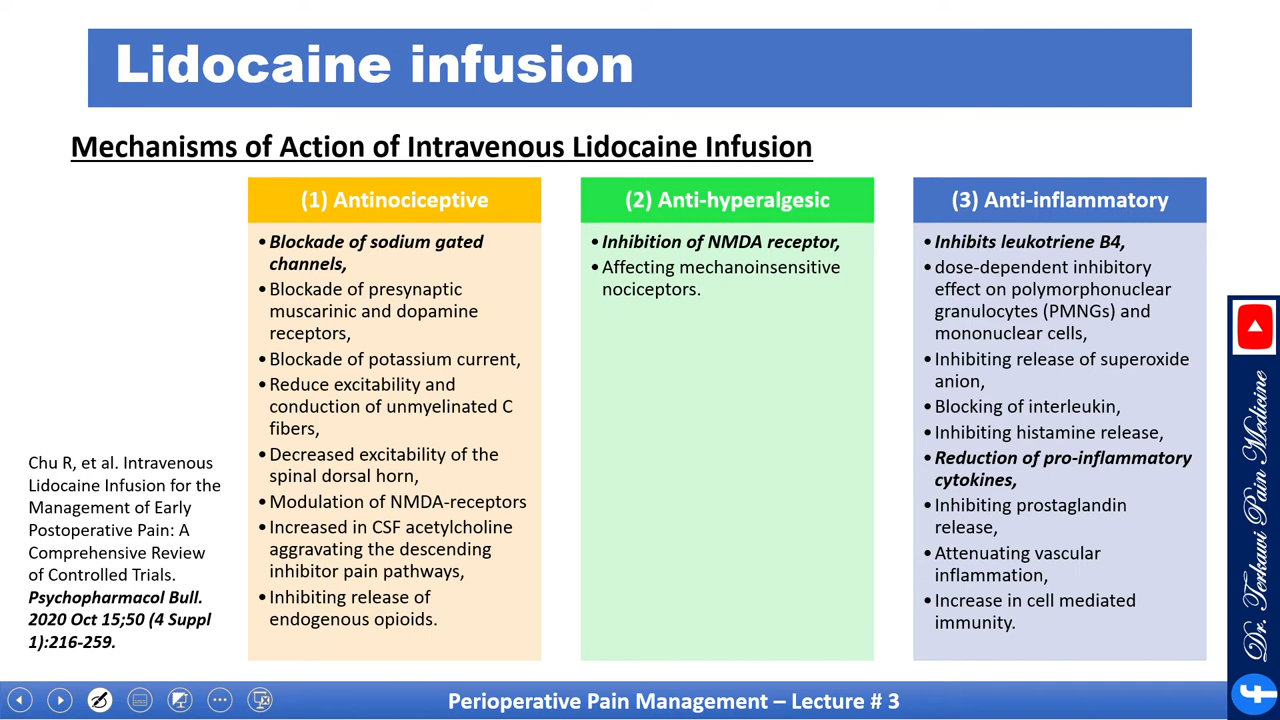 Lidocaine infusion
Mechanisms of Action of Intravenous Lidocaine Infusion
(1) Antinociceptive
•Blockade of sodium gated
channels,
•Blockade of presynaptic
muscarinic and dopamine
receptors,
•Blockade of potassium current,
•Reduce excitability and
conduction of unmyelinated C
fibers,
•Decreased excitability of the
spinal dorsal horn,
•Modulation of NMDA-receptors
•Increased in CSF acetylcholine
aggravating the descending
inhibitor pain pathways,
•Inhibiting release of
endogenous opioids.
(2) Anti-hyperalgesic
•Inhibition of NMDA receptor,
•Affecting mechanoinsensitive
nociceptors.
(3) Anti-inflammatory
•Inhibits leukotriene B4,
•dose-dependent inhibitory
effect on polymorphonuclear
granulocytes (PMNGs) and
mononuclear cells,
•Inhibiting release of superoxide
anion,
•Blocking of interleukin,
•Inhibiting histamine release,
•Reduction of pro-inflammatory
cytokines,
•Inhibiting prostaglandin
release,
•Attenuating vascular
inflammation,
•Increase in cell mediated
immunity.
Chu R, et al. Intravenous
Lidocaine Infusion for the
Management of Early
Postoperative Pain: A
Comprehensive Review
of Controlled Trials.
Psychopharmacol Bull.
2020 Oct 15;50 (4 Suppl
1):216-259.
Dr. Terkawi Pain Medicine
Perioperative Pain Management – Lecture # 3